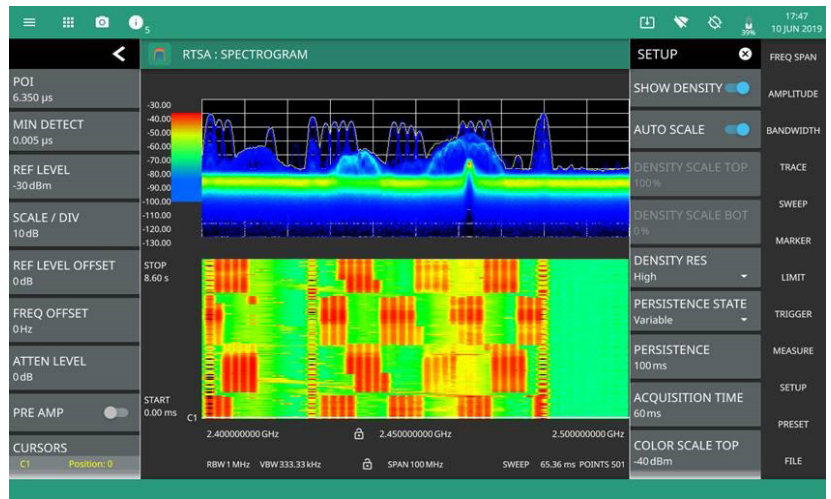 5
39%
17:47
10 JUN 2019
RTSA : SPECTROGRAM
POI
6.350 µs
MIN DETECT
0.005 µs
REF LEVEL
-30 dBm
SCALE / DIV
10 dB
REF LEVEL OFFSET
0 dB
FREQ OFFSET
0 Hz
ATTEN LEVEL
0 dB
PRE AMP
CURSORS
C1 Position: 0
-30.00
-40.00
-50.00
-60.00
-70.00
-80.00
-90.00
-100.00
-110.00
-120.00
-130.00
STOP
8.60 s
START
0.00 ms
C1
2.400000000 GHz 2.450000000 GHz 2.500000000 GHz
RBW 1 MHz VBW 333.33 kHz SPAN 100 MHz SWEEP 65.36 ms POINTS 501
SETUP
SHOW DENSITY
AUTO SCALE
DENSITY SCALE TOP
100 %
DENSITY SCALE BOT
0 %
DENSITY RES
High
PERSISTENCE STATE
Variable
PERSISTENCE
100 ms
ACQUISITION TIME
60 ms
COLOR SCALE TOP
-40 dBm
FREQ SPAN
AMPLITUDE
BANDWIDTH
TRACE
SWEEP
MARKER
LIMIT
TRIGGER
MEASURE
SETUP
PRESET
FILE